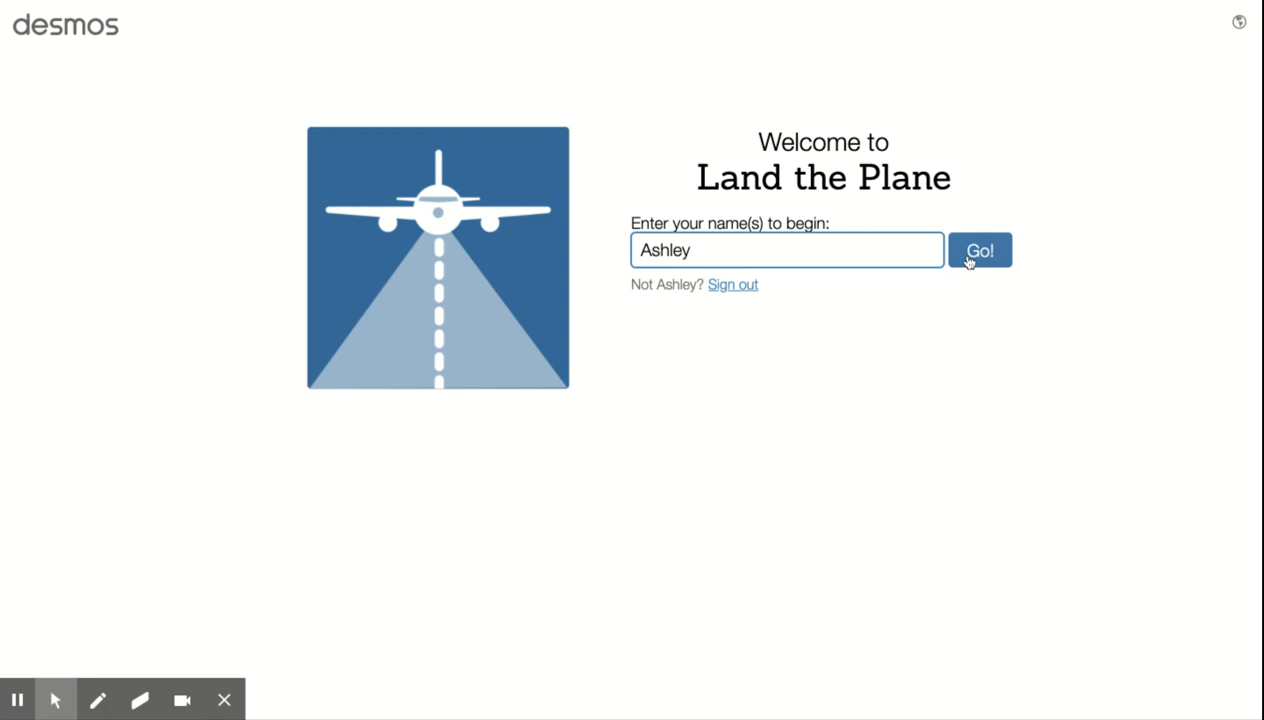 desmos
Welcome to
Land the Plane
Enter your name(s) to begin:
Ashley
Go!
Not Ashley? Sign out